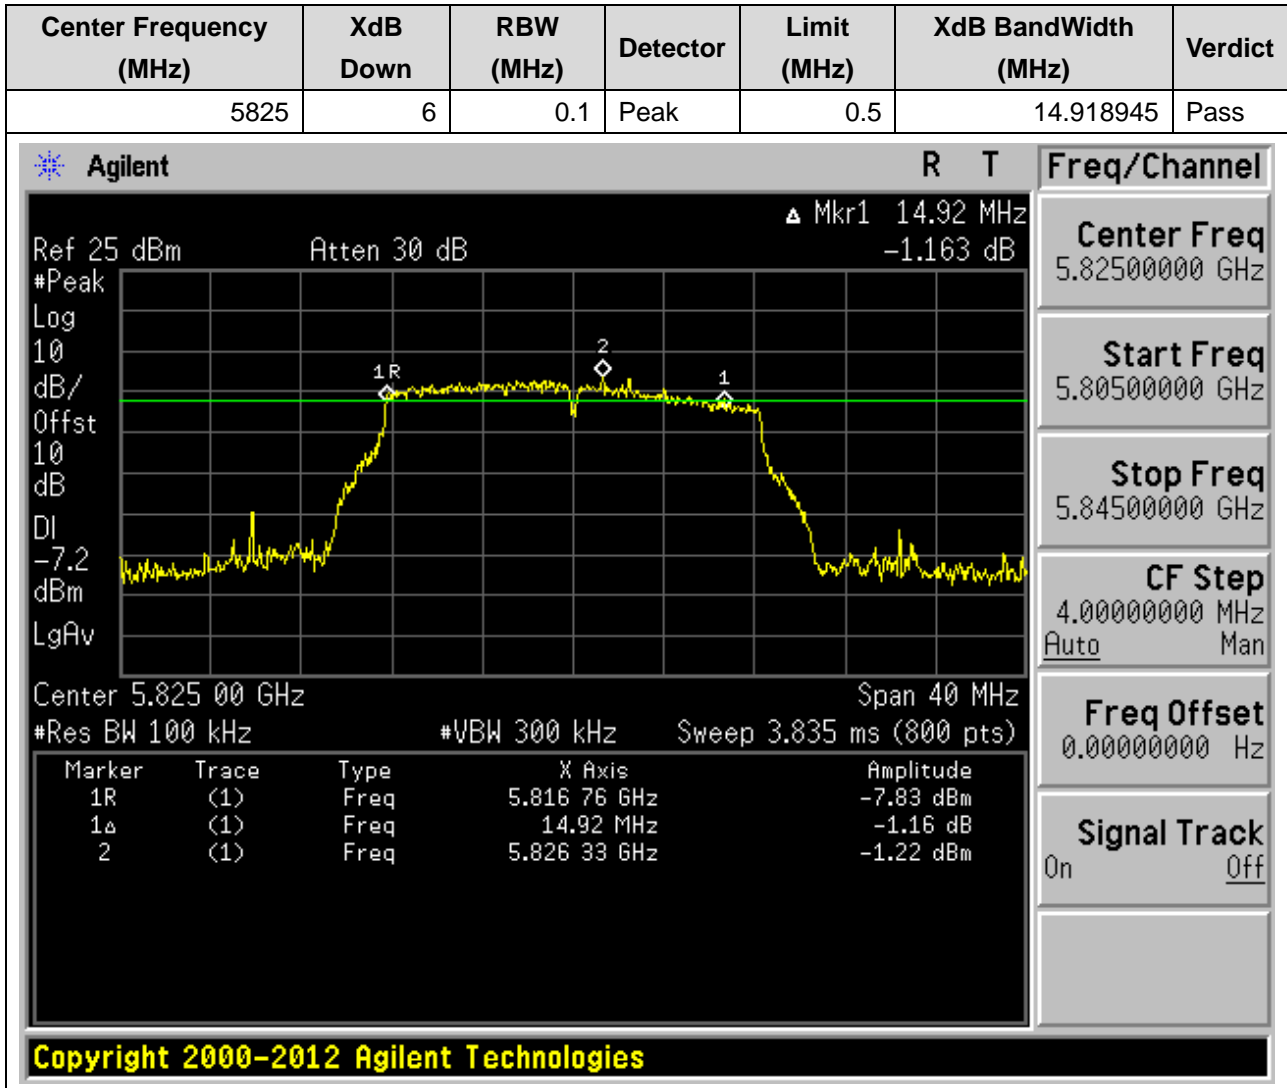 Center Frequency (MHz) XdB Down RBW (MHz) Detector Limit (MHz) XdB BandWidth (MHz) Verdict
5825 6 0.1 Peak 0.5 14.918945 Pass
Agilent R T Freq/Channel
Δ Mkr1 14.92 MHz
Ref 25 dBm Atten 30 dB -1.163 dB
#Peak
Log
10
dB/
Offst
10
dB
DI
-7.2
dBm
LgAv
1R
2
1
Center 5.825 00 GHz Span 40 MHz
#Res BW 100 kHz #VBW 300 kHz Sweep 3.835 ms (800 pts)
Marker Trace Type X Axis Amplitude
1R (1) Freq 5.816 76 GHz -7.83 dBm
1Δ (1) Freq 14.92 MHz -1.16 dB
2 (1) Freq 5.826 33 GHz -1.22 dBm
Center Freq
5.82500000 GHz
Start Freq
5.80500000 GHz
Stop Freq
5.84500000 GHz
CF Step
4.00000000 MHz
Auto Man
Freq Offset
0.00000000 Hz
Signal Track
On Off
Copyright 2000-2012 Agilent Technologies